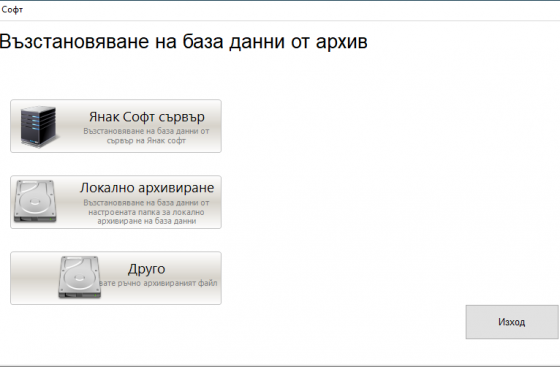 Софт
Възстановяване на база данни от архив
Янак Софт сървър
Възстановяване на база данни от
сървър на Янак софт
Локално архивиране
Възстановяване на база данни от
настроената папка за локално
архивиране на база данни
Друго
вате ръчно архивираният файл
Изход